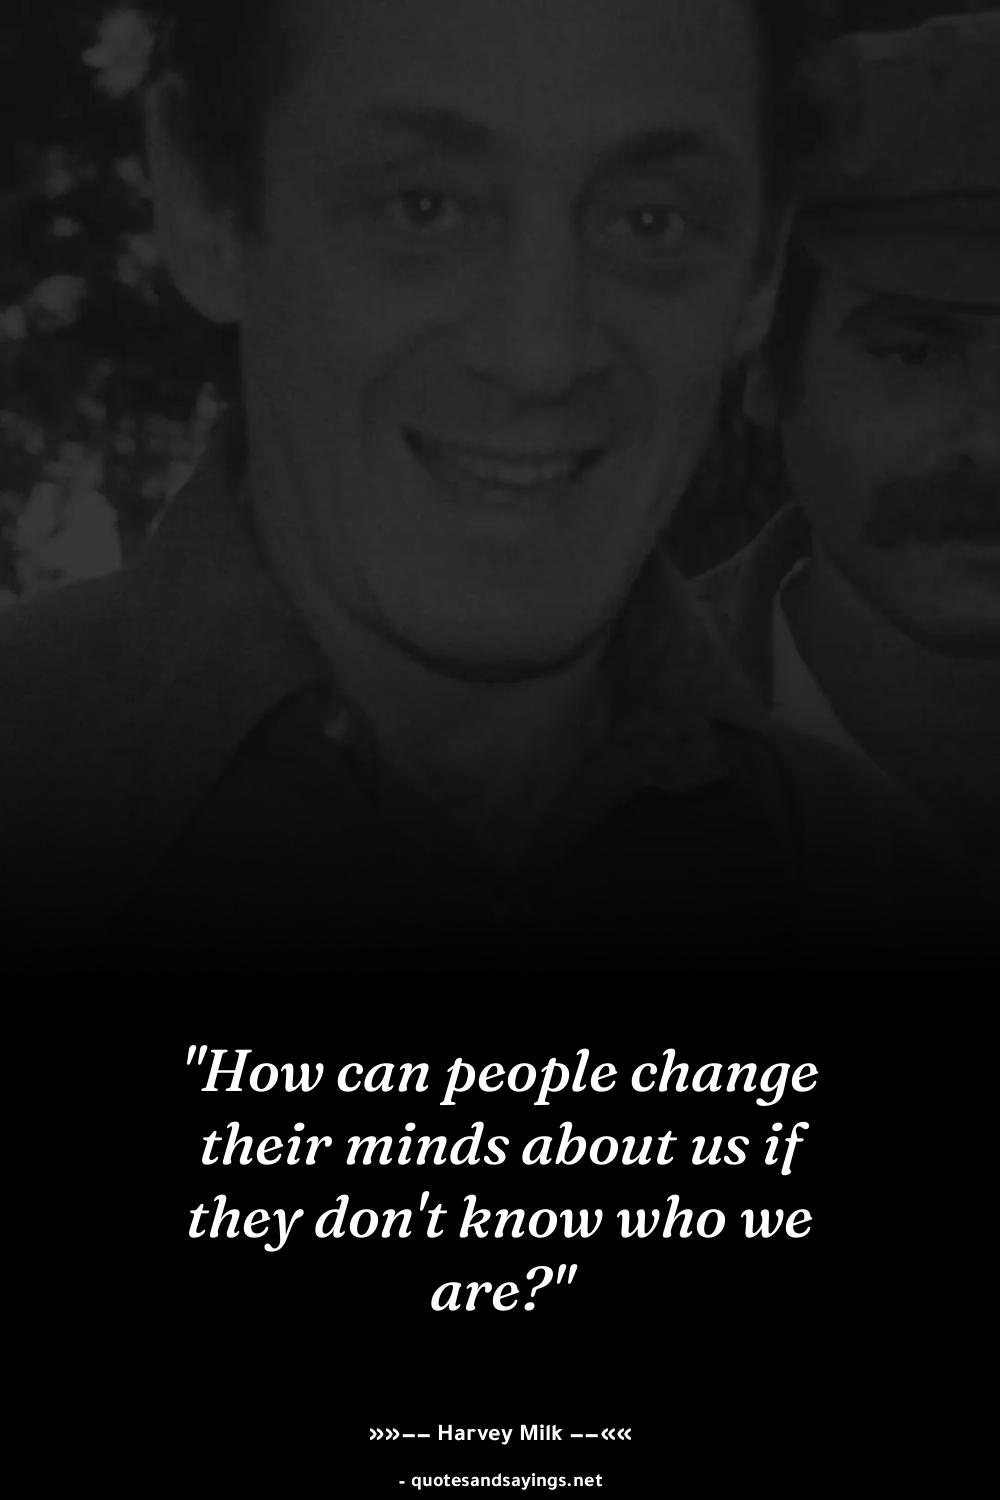 "How can people change
their minds about us if
they don't know who we
are?"
»»−− Harvey Milk −−««
- quotesandsayings.net